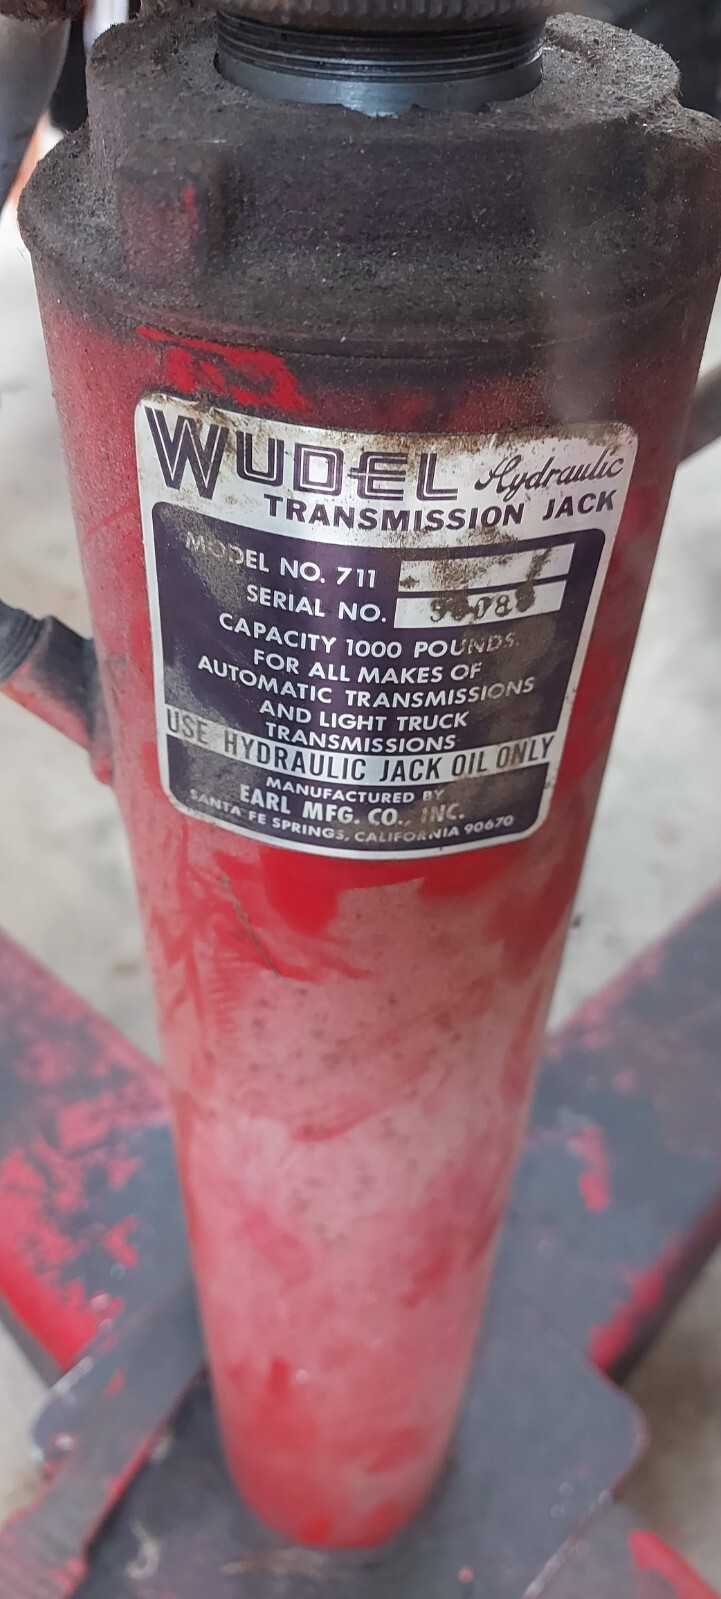 WUDEL Hydraulic
TRANSMISSION JACK
MODEL NO. 711
SERIAL NO.
CAPACITY 1000 POUNDS.
FOR ALL MAKES OF
AUTOMATIC TRANSMISSIONS
AND LIGHT TRUCK
TRANSMISSIONS
USE HYDRAULIC JACK OIL ONLY
MANUFACTURED BY
EARL MFG. CO., INC.
SANTA FE SPRINGS, CALIFORNIA 90670